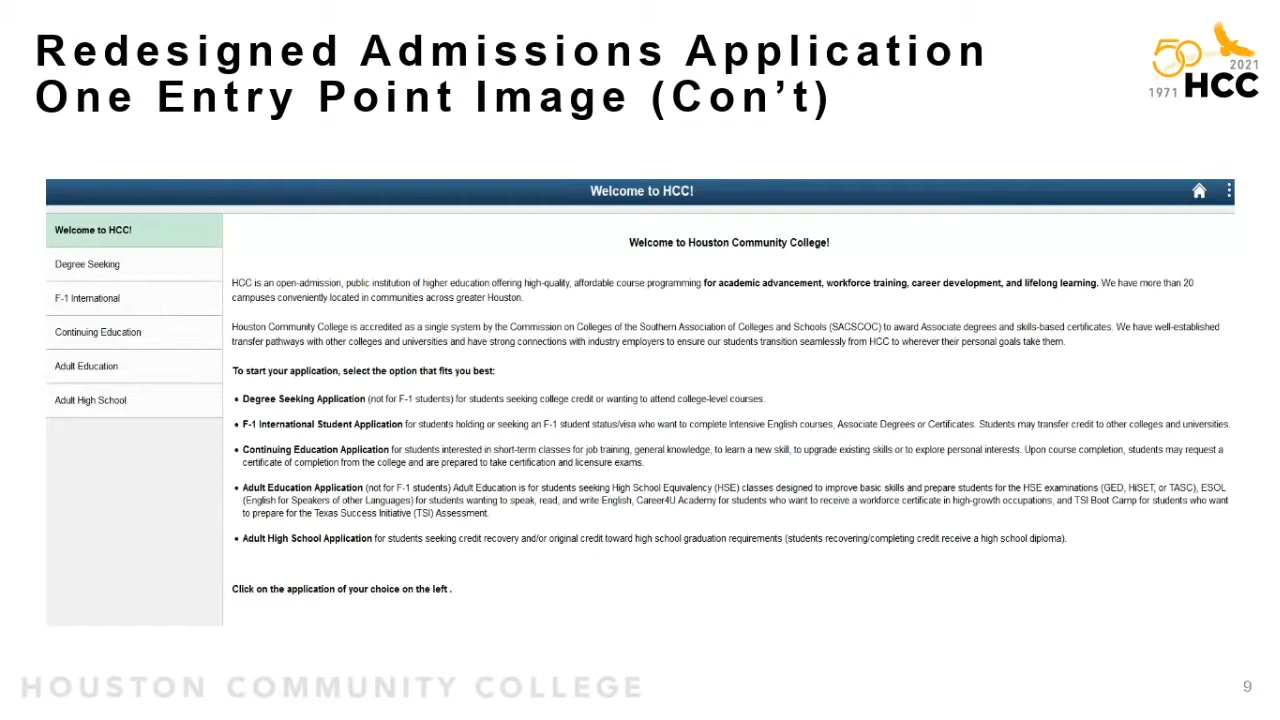 Redesigned Admissions Application
One Entry Point Image (Con’t)
50
2021
1971 HCC
Welcome to HCC!
Welcome to HCC!
Degree Seeking
F-1 International
Continuing Education
Adult Education
Adult High School
Welcome to Houston Community College!
HCC is an open-admission, public institution of higher education offering high-quality, affordable course programming for academic advancement, workforce training, career development, and lifelong learning. We have more than 20
campuses conveniently located in communities across greater Houston.
Houston Community College is accredited as a single system by the Commission on Colleges of the Southern Association of Colleges and Schools (SACSCOC) to award Associate degrees and skills-based certificates. We have well-established
transfer pathways with other colleges and universities and have strong connections with industry employers to ensure our students transition seamlessly from HCC to wherever their personal goals take them.
To start your application, select the option that fits you best:
• Degree Seeking Application (not for F-1 students) for students seeking college credit or wanting to attend college-level courses.
• F-1 International Student Application for students holding or seeking an F-1 student status/visa who want to complete Intensive English courses, Associate Degrees or Certificates. Students may transfer credit to other colleges and universities.
• Continuing Education Application for students interested in short-term classes for job training, general knowledge, to learn a new skill, to upgrade existing skills or to explore personal interests. Upon course completion, students may request a
certificate of completion from the college and are prepared to take certification and licensure exams.
• Adult Education Application (not for F-1 students) Adult Education is for students seeking High School Equivalency (HSE) classes designed to improve basic skills and prepare students for the HSE examinations (GED, HiSET, or TASC), ESOL
(English for Speakers of other Languages) for students wanting to speak, read, and write English, Career4U Academy for students who want to receive a workforce certificate in high-growth occupations, and TSI Boot Camp for students who want
to prepare for the Texas Success Initiative (TSI) Assessment.
• Adult High School Application for students seeking credit recovery and/or original credit toward high school graduation requirements (students recovering/completing credit receive a high school diploma).
Click on the application of your choice on the left .
HOUSTON COMMUNITY COLLEGE
9